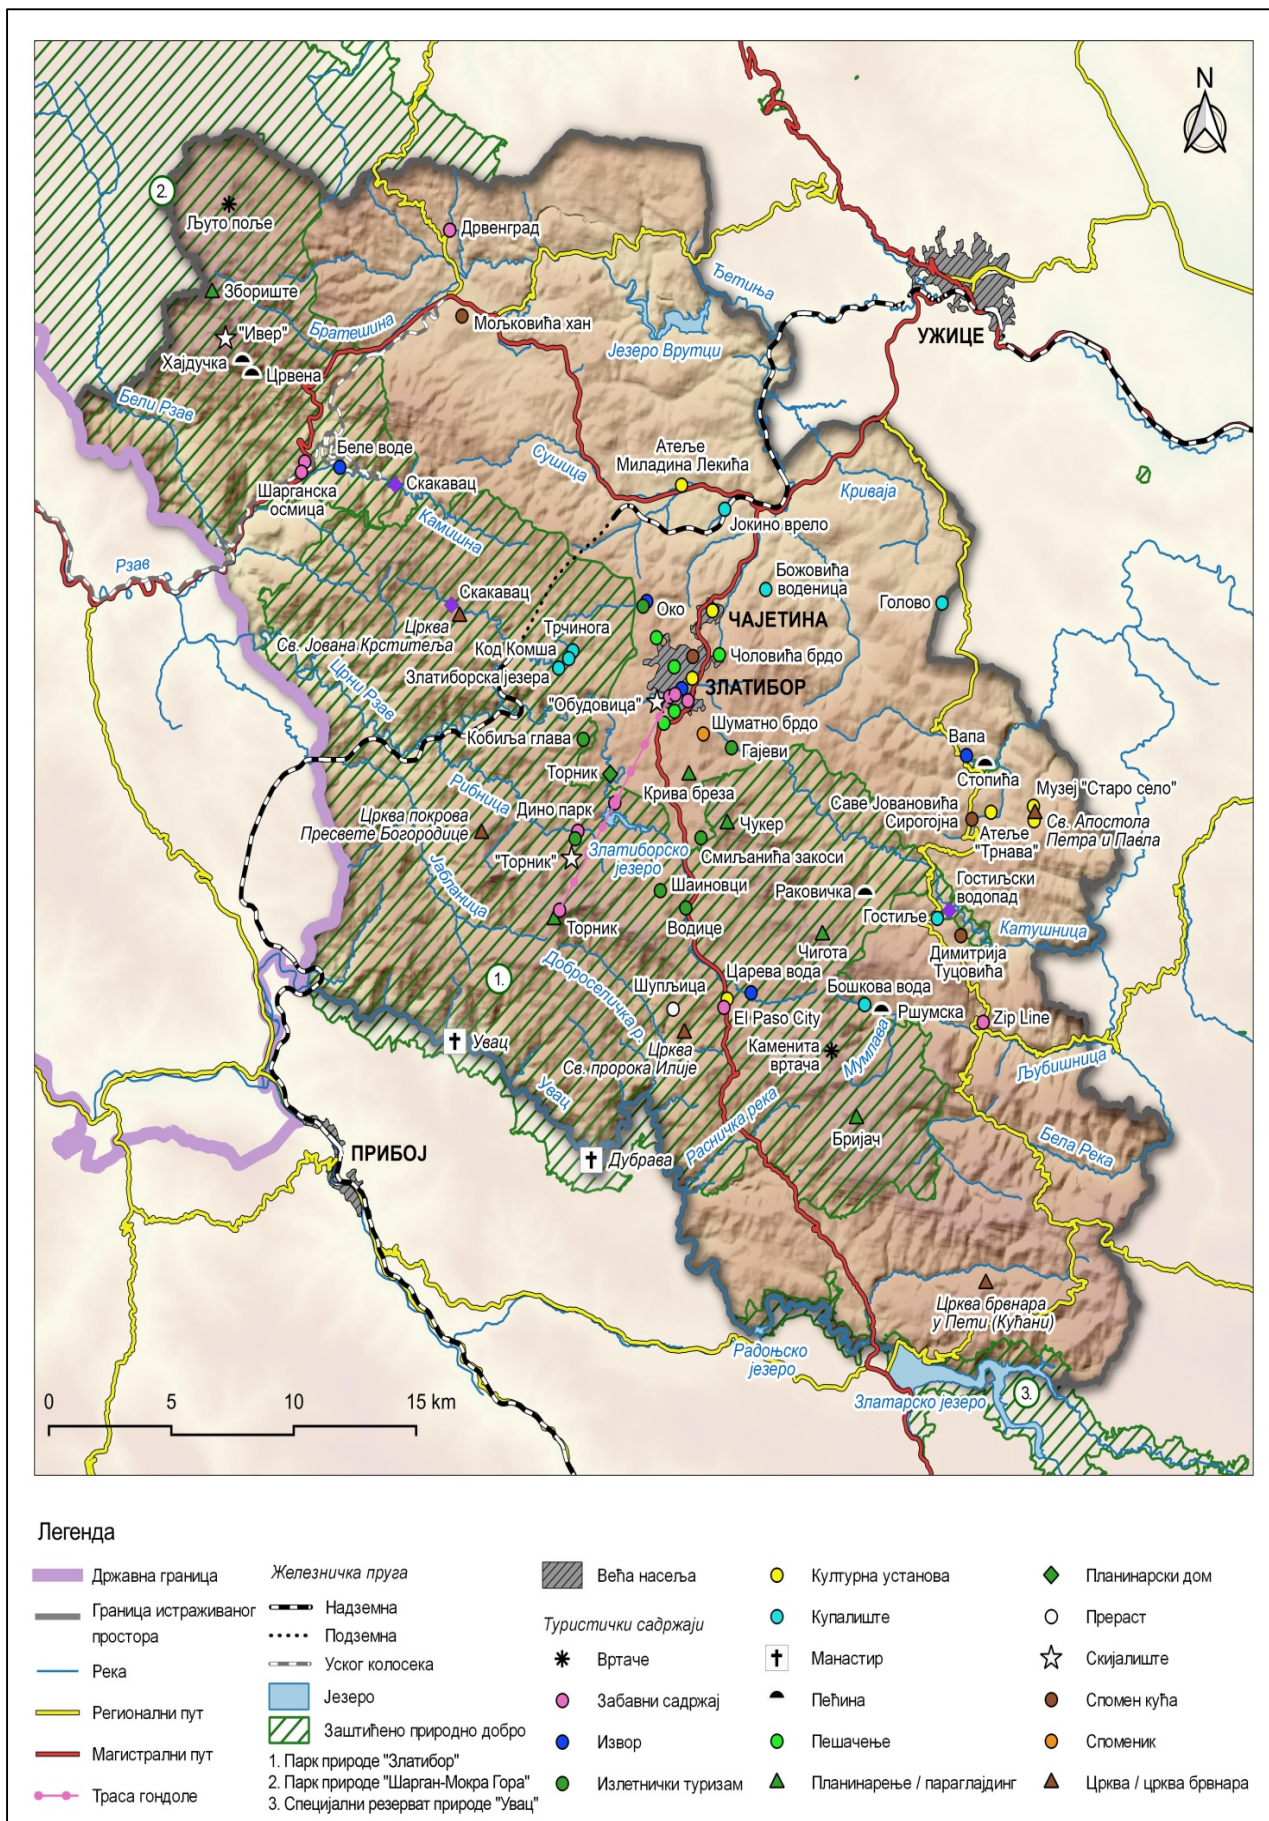 N
2.
Љуто поље
Дрвенград
Ђетиња
Збориште
"Ивер"
Братешина
Мољковића хан
Језеро Врутци
УЖИЦЕ
Хајдучка
Црвена
Бели Рзав
Беле воде
Сушица
Атеље
Миладина Лекића
Шарганска
осмица
Скакавац
Камишна
Криваја
Јокино врело
Рзав
Божовића
воденица
Скакавац
Око
Голово
Црква
Св. Јована Крститеља
Трчинога
ЧАЈЕТИНА
Код Комша
Чоловића брдо
Златиборска језера
Црни Рзав
"Обудовица"
ЗЛАТИБОР
Шуматно брдо
Кобиља глава
Гајеви
Вапа
Торник
Стопића
Рибница
Крива бреза
Музеј "Старо село"
Дино парк
Саве Јовановића
Сирогојна
Црква покрова
Пресвете Богородице
Чукер
Св. Апостола
Петра и Павла
Атеље
"Трнава"
Златиборско
језеро
Смиљанића закоси
"Торник"
Јабланица
Шаиновци
Раковичка
Гостиљски
водопад
Гостиље
Торник
Водице
Катушница
Чигота
Димитрија
Туцовића
1.
Доброселичка р.
Шупљица
Царева вода
Бошкова вода
El Paso City
Ршумска
Zip Line
Увац
Црква
Св. пророка Илије
Каменита
вртача
Мумлава
Љубишница
Увац
Расничка река
Бријач
Бела Река
ПРИБОЈ
Дубрава
Црква брвнара
у Пети (Кућани)
Радоњско
језеро
Златарско језеро
3.
0 5 10 15 km
Легенда
Државна граница
Граница истраживаног
простора
Река
Регионални пут
Магистрални пут
Траса гондоле
Железничка пруга
Надземна
Подземна
Уског колосека
Језеро
Заштићено природно добро
1. Парк природе "Златибор"
2. Парк природе "Шарган-Мокра Гора"
3. Специјални резерват природе "Увац"
Већа насеља
Туристички садржаји
Вртаче
Забавни садржај
Извор
Излетнички туризам
Културна установа
Купалиште
Манастир
Пећина
Пешачење
Планинарење / параглајдинг
Планинарски дом
Прераст
Скијалиште
Спомен кућа
Споменик
Црква / црква брвнара